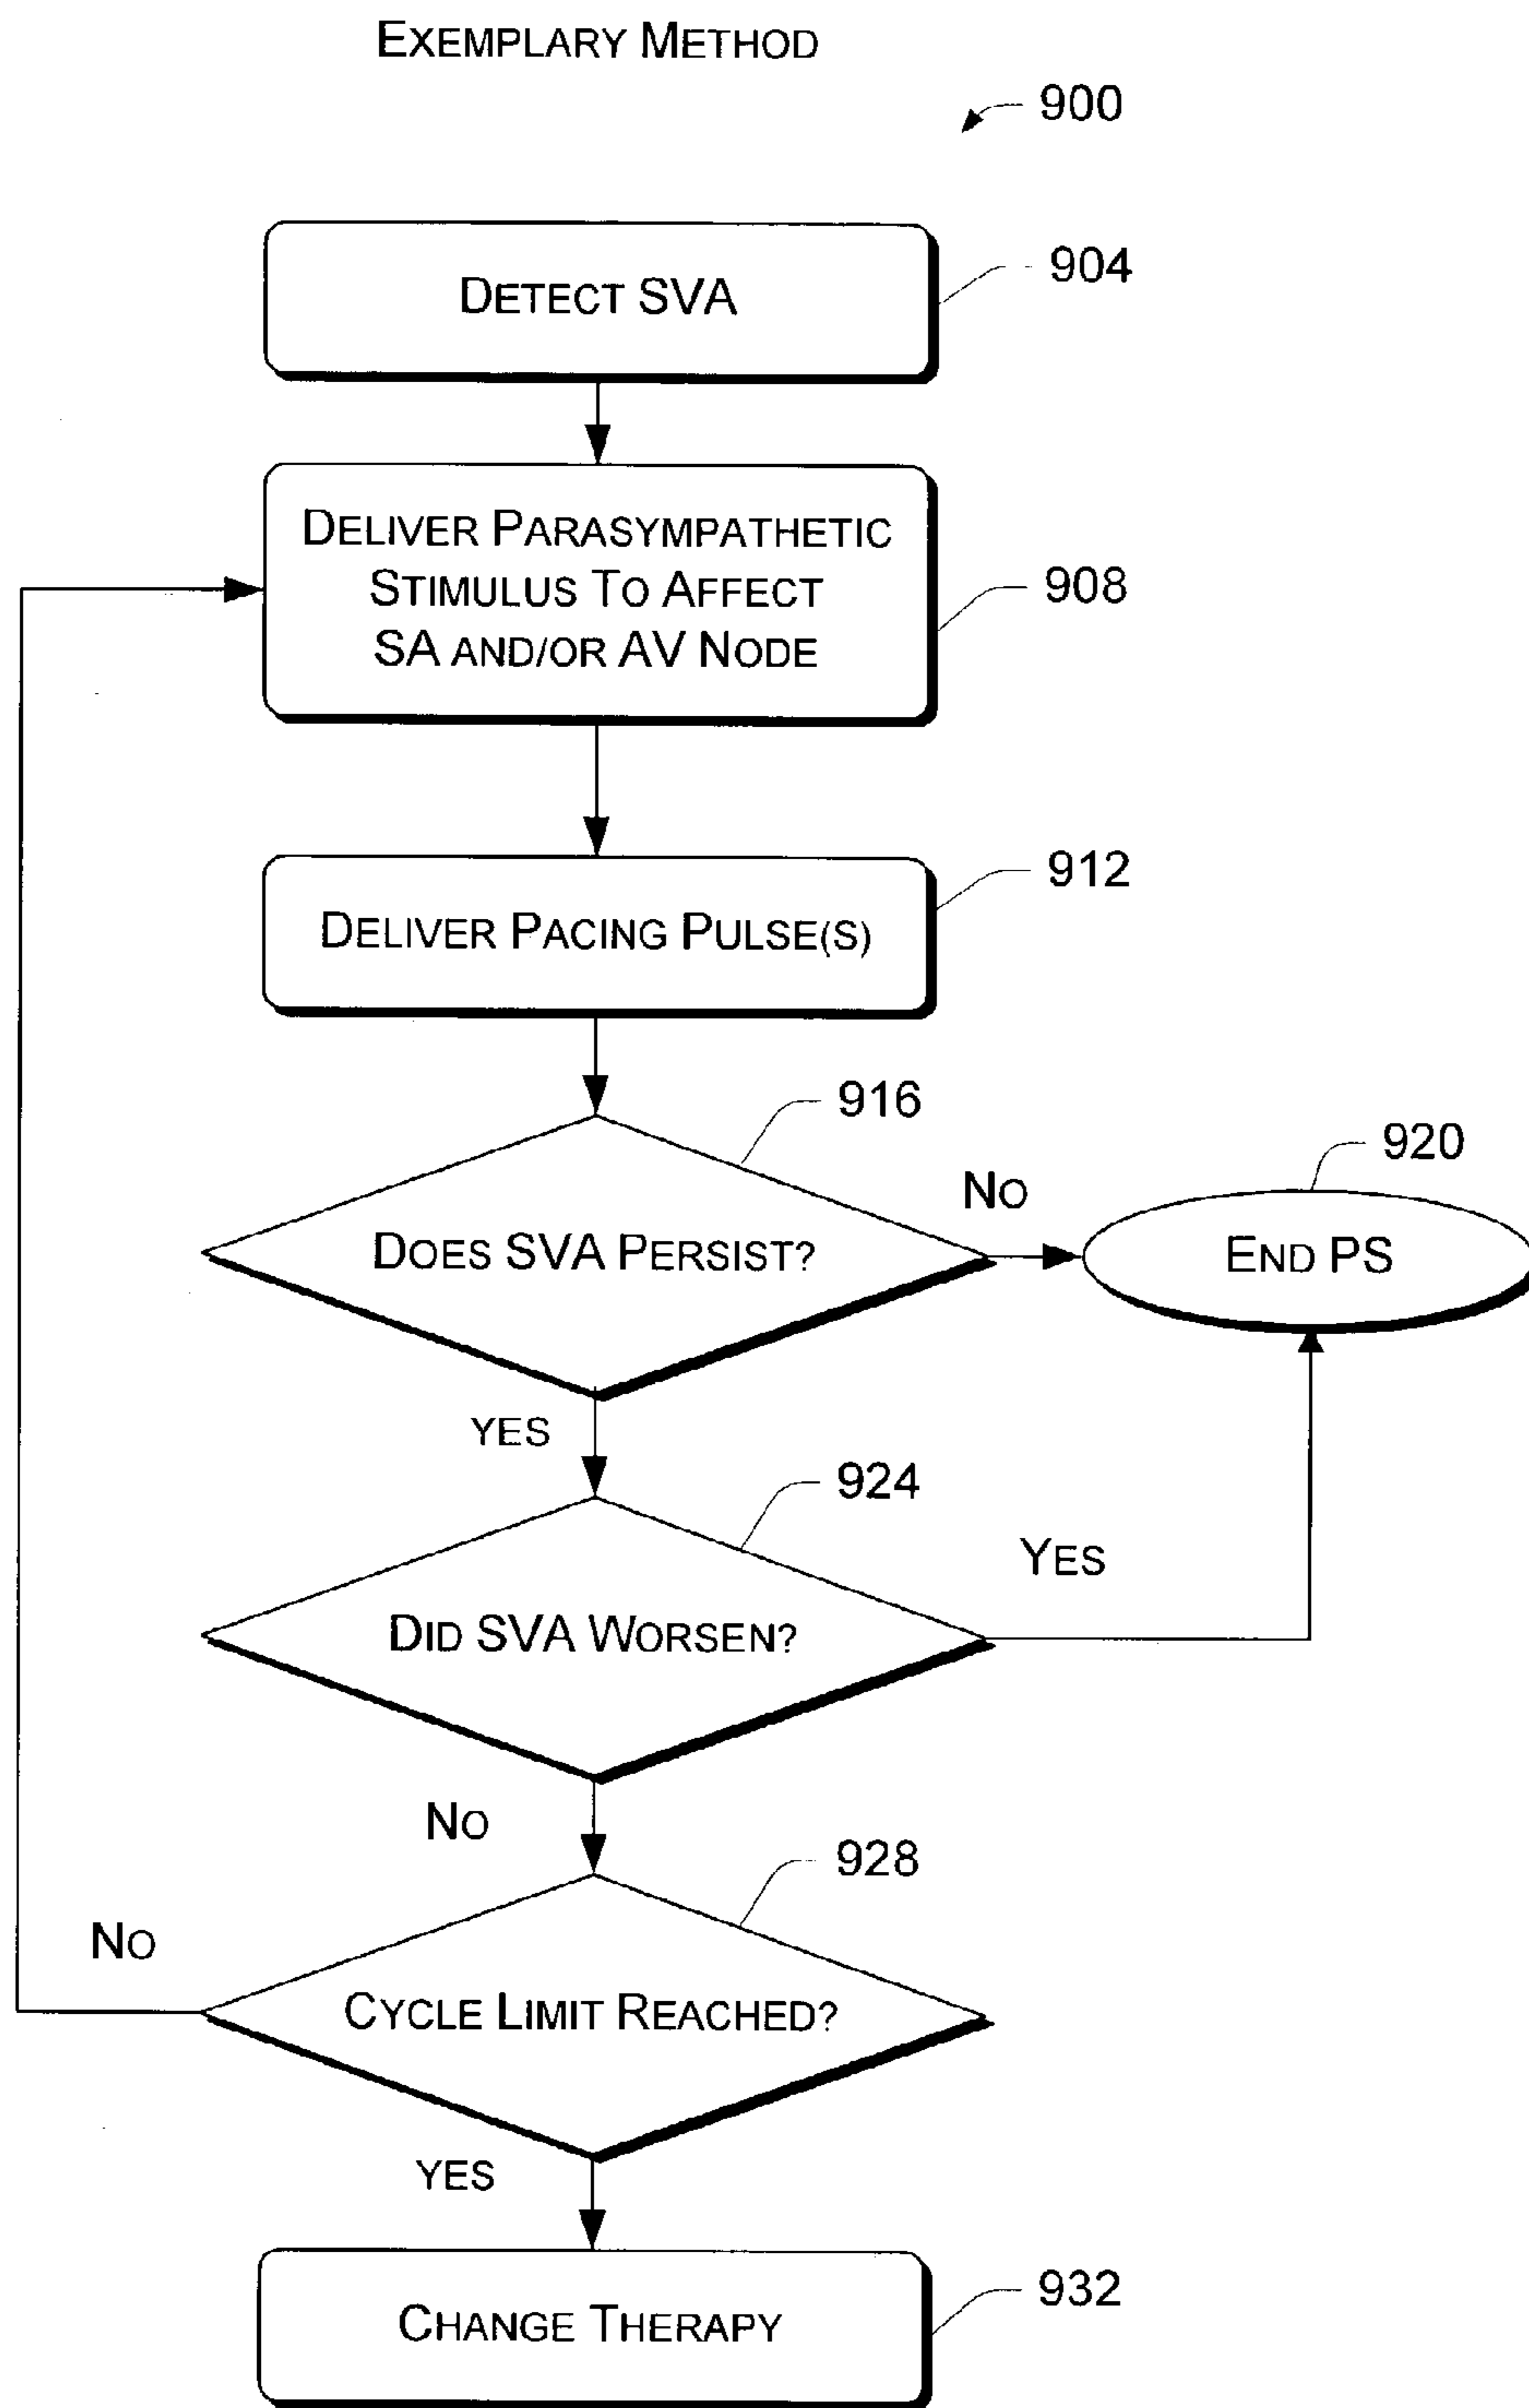 EXEMPLARY METHOD
900
DETECT SVA
904
DELIVER PARASYMPATHETIC
STIMULUS TO AFFECT
SA AND/OR AV NODE
908
DELIVER PACING PULSE(S)
912
916
DOES SVA PERSIST?
NO
920
END PS
YES
924
DID SVA WORSEN?
YES
NO
928
CYCLE LIMIT REACHED?
NO
YES
CHANGE THERAPY
932